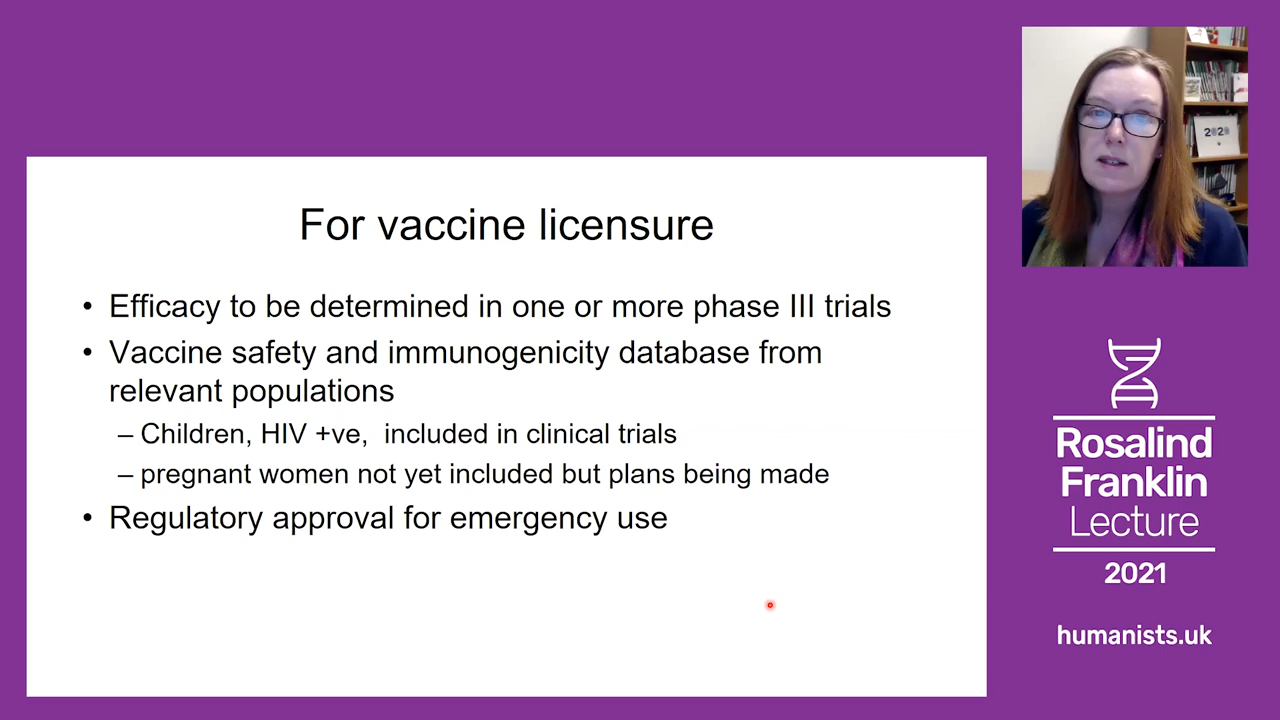 For vaccine licensure
• Efficacy to be determined in one or more phase III trials
• Vaccine safety and immunogenicity database from
relevant populations
– Children, HIV +ve,  included in clinical trials
– pregnant women not yet included but plans being made
• Regulatory approval for emergency use
2020
Rosalind
Franklin
Lecture
2021
humanists.uk